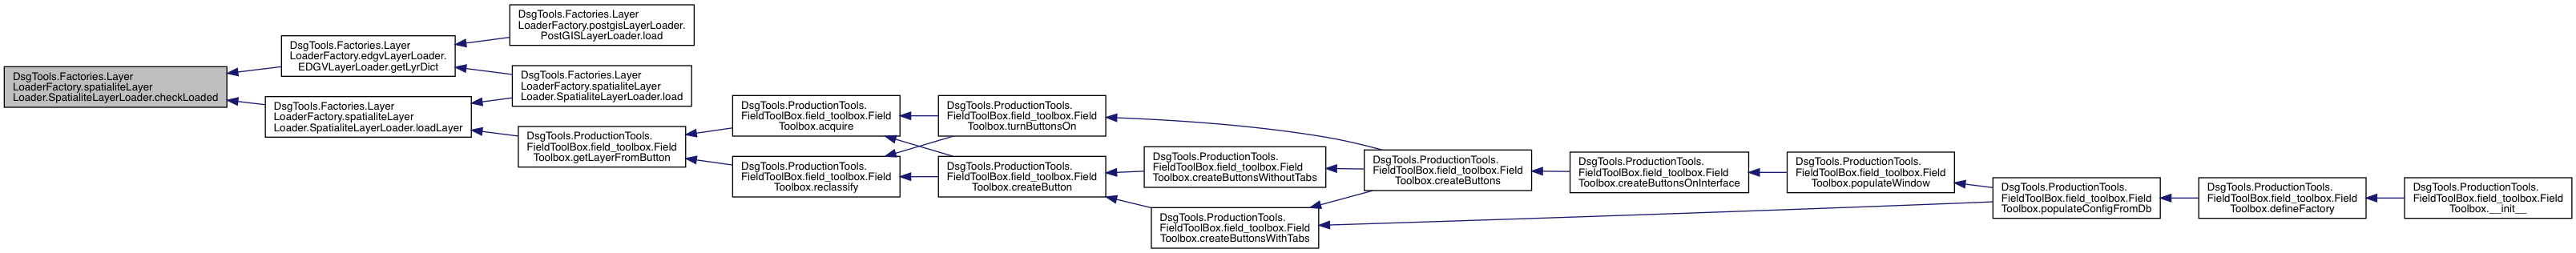 DsgTools.Factories.Layer
LoaderFactory.spatialiteLayer
Loader.SpatialiteLayerLoader.checkLoaded
DsgTools.Factories.Layer
LoaderFactory.edgvLayerLoader.
EDGVLayerLoader.getLyrDict
DsgTools.Factories.Layer
LoaderFactory.spatialiteLayer
Loader.SpatialiteLayerLoader.loadLayer
DsgTools.Factories.Layer
LoaderFactory.postgisLayerLoader.
PostGISLayerLoader.load
DsgTools.Factories.Layer
LoaderFactory.spatialiteLayer
Loader.SpatialiteLayerLoader.load
DsgTools.ProductionTools.
FieldToolBox.field_toolbox.Field
Toolbox.getLayerFromButton
DsgTools.ProductionTools.
FieldToolBox.field_toolbox.Field
Toolbox.acquire
DsgTools.ProductionTools.
FieldToolBox.field_toolbox.Field
Toolbox.reclassify
DsgTools.ProductionTools.
FieldToolBox.field_toolbox.Field
Toolbox.turnButtonsOn
DsgTools.ProductionTools.
FieldToolBox.field_toolbox.Field
Toolbox.createButton
DsgTools.ProductionTools.
FieldToolBox.field_toolbox.Field
Toolbox.createButtonsWithoutTabs
DsgTools.ProductionTools.
FieldToolBox.field_toolbox.Field
Toolbox.createButtonsWithTabs
DsgTools.ProductionTools.
FieldToolBox.field_toolbox.Field
Toolbox.createButtons
DsgTools.ProductionTools.
FieldToolBox.field_toolbox.Field
Toolbox.createButtonsOnInterface
DsgTools.ProductionTools.
FieldToolBox.field_toolbox.Field
Toolbox.populateWindow
DsgTools.ProductionTools.
FieldToolBox.field_toolbox.Field
Toolbox.populateConfigFromDb
DsgTools.ProductionTools.
FieldToolBox.field_toolbox.Field
Toolbox.defineFactory
DsgTools.ProductionTools.
FieldToolBox.field_toolbox.Field
Toolbox.__init__